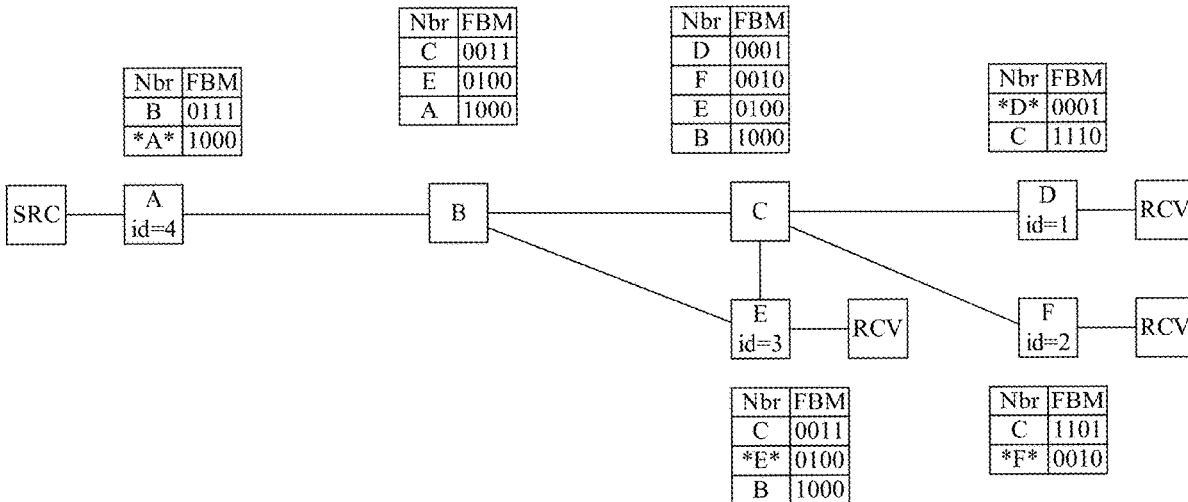 Nbr FBM
B 0111
*A* 1000
Nbr FBM
C 0011
E 0100
A 1000
Nbr FBM
D 0001
F 0010
E 0100
B 1000
Nbr FBM
*D* 0001
C 1110
SRC
A
id=4
B
C
D
id=1
RCV
E
id=3
RCV
F
id=2
RCV
Nbr FBM
C 0011
*E* 0100
B 1000
Nbr FBM
C 1101
*F* 0010